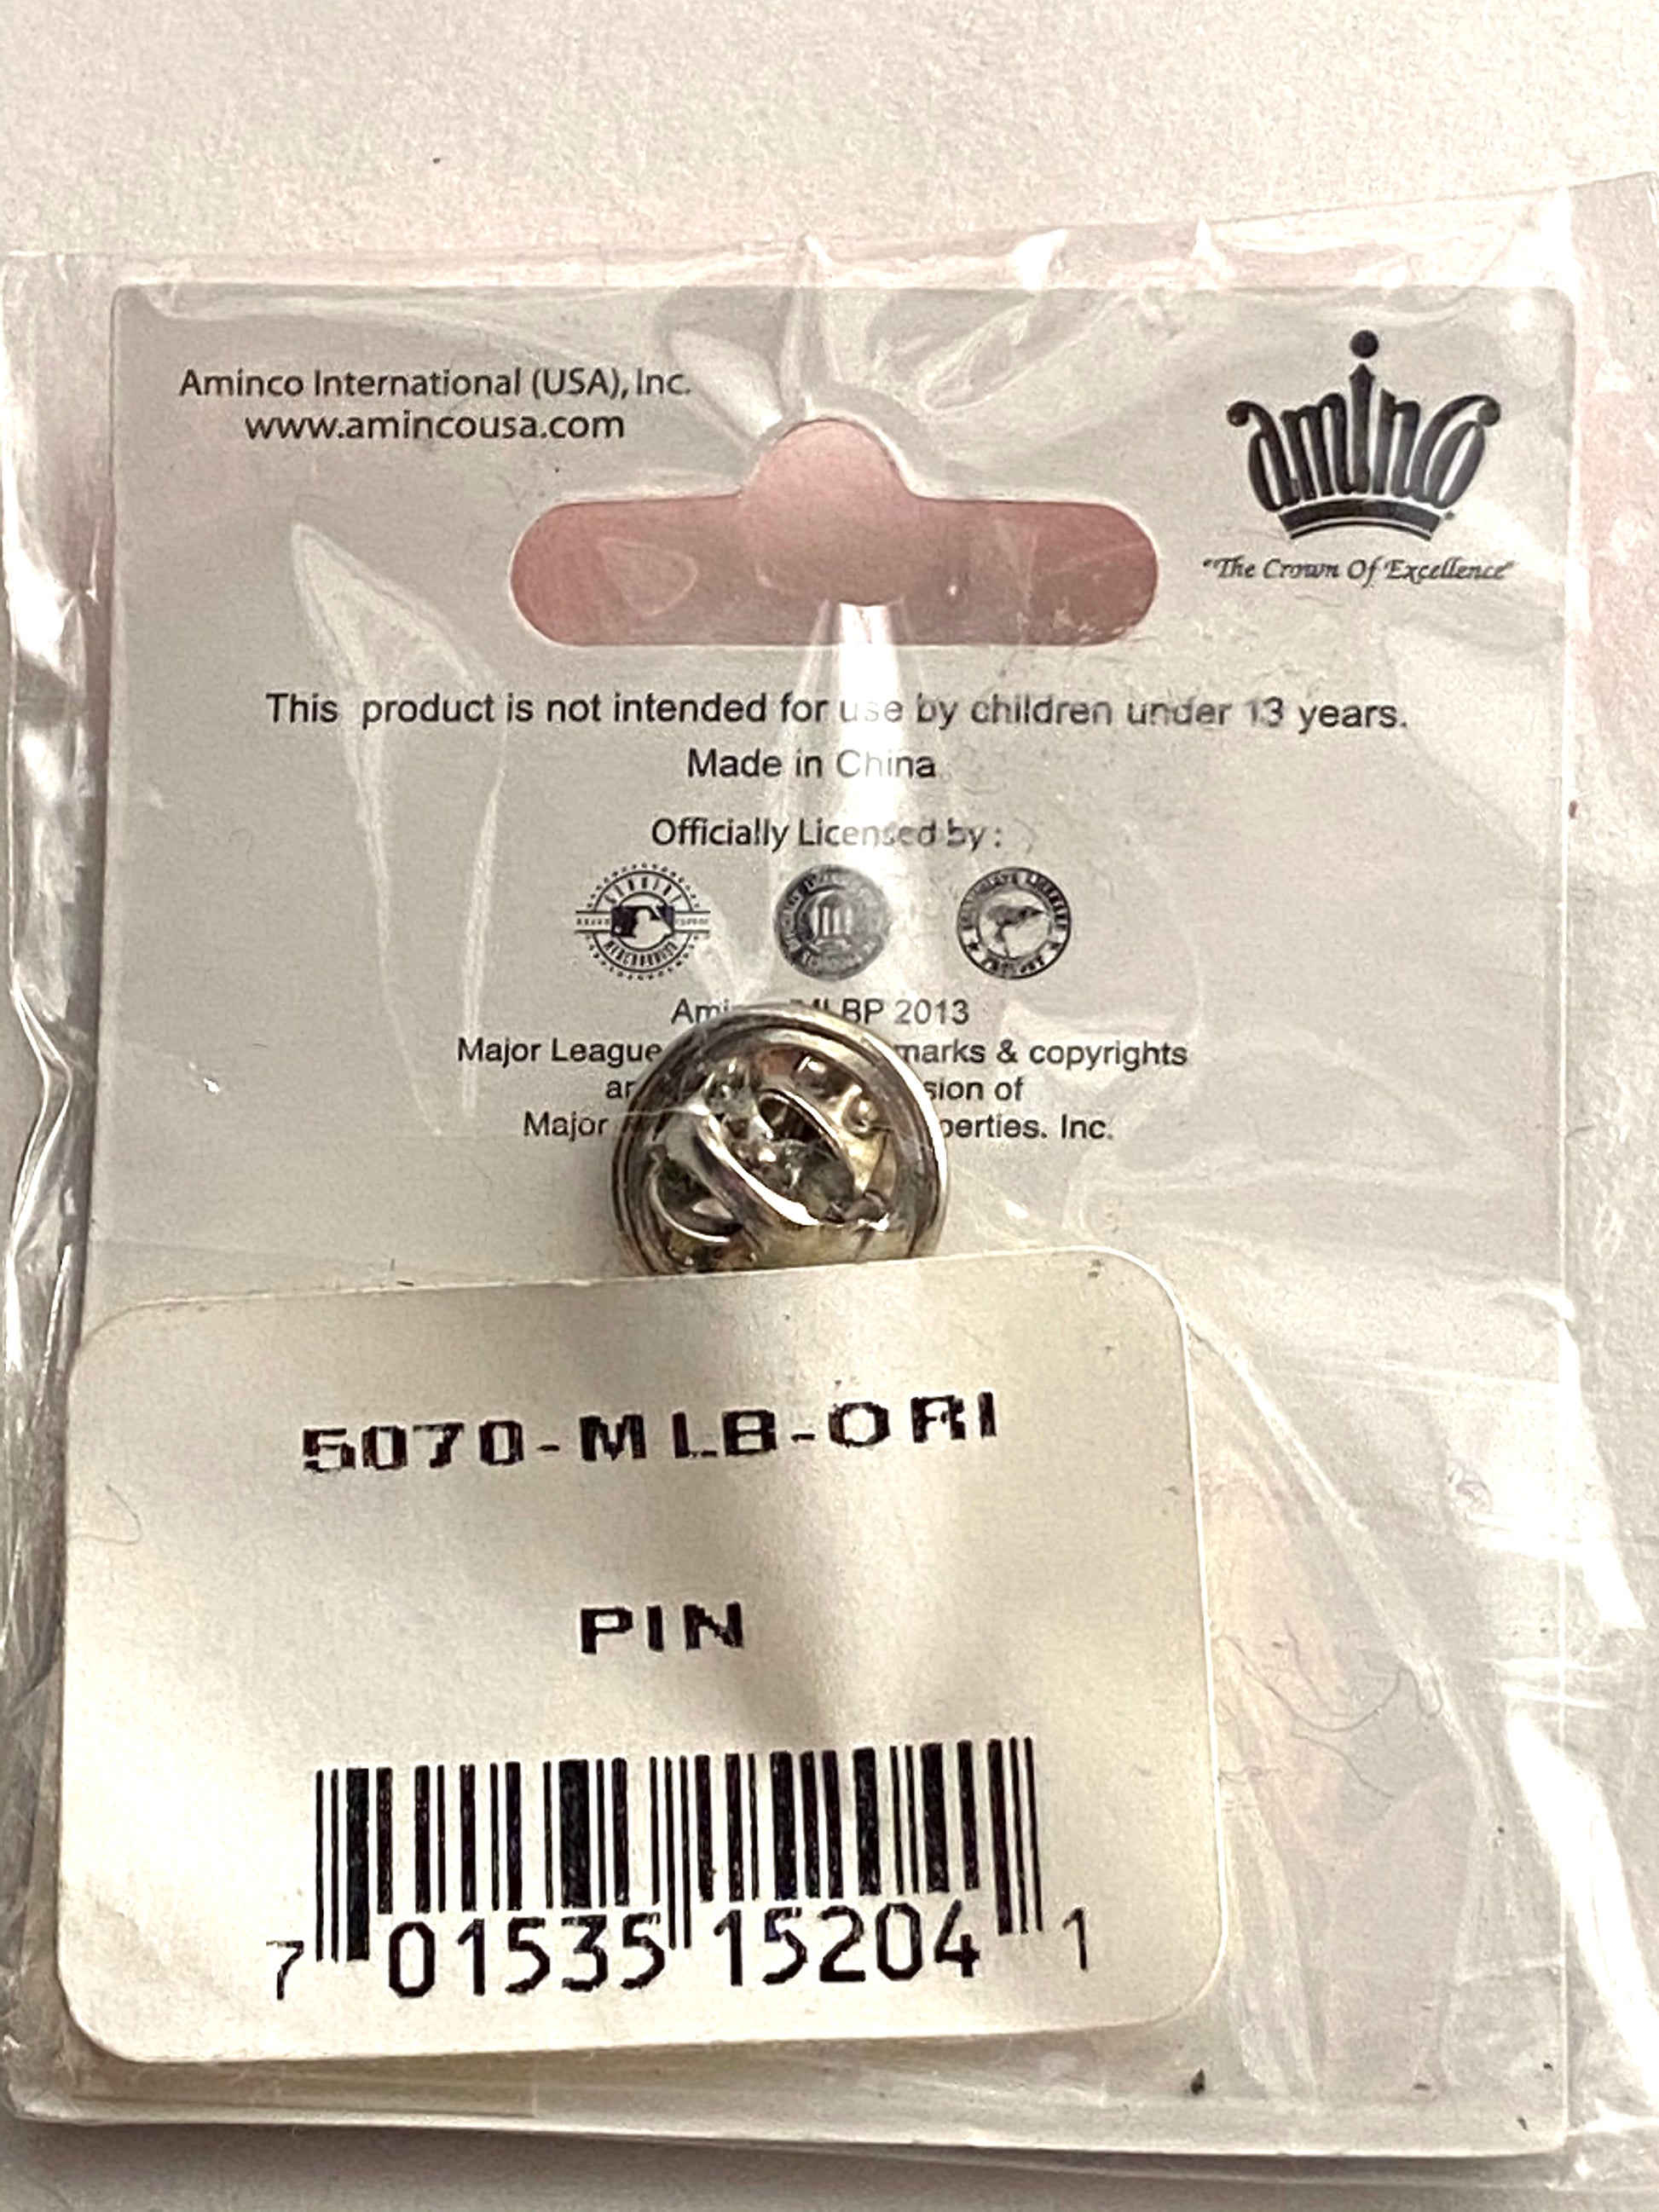 Aminco International (USA), Inc.
www.amincousa.com
aminco
"The Crown Of Excellence"
This product is not intended for use by children under 13 years.
Made in China
Officially Licensed by :
GENUINE
MERCHANDISE
MLBP 2013
Major League marks & copyrights
of
Major Inc.
5070-MLB-ORI
PIN
7 01535 15204 1